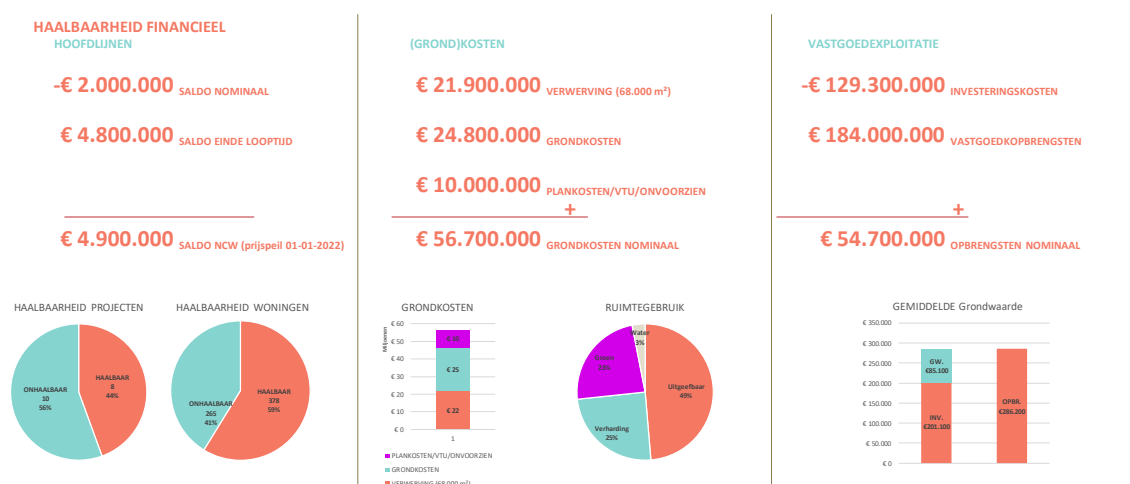 HAALBAARHEID FINANCIEEL
HOOFDLIJNEN
-€ 2.000.000 SALDO NOMINAAL
€ 4.800.000 SALDO EINDE LOOPTIJD
€ 4.900.000 SALDO NCW (prijspeil 01-01-2022)
HAALBAARHEID PROJECTEN
HAALBAAR
8
44%
ONHAALBAAR
10
56%
HAALBAARHEID WONINGEN
HAALBAAR
378
59%
ONHAALBAAR
265
41%
(GROND)KOSTEN
€ 21.900.000 VERWERVING (68.000 m²)
€ 24.800.000 GRONDKOSTEN
€ 10.000.000 PLANKOSTEN/VTU/ONVOORZIEN
+
€ 56.700.000 GRONDKOSTEN NOMINAAL
GRONDKOSTEN
Miljoenen
€ 60
€ 50
€ 40
€ 30
€ 20
€ 10
€ 0
€ 10
€ 25
€ 22
1
PLANKOSTEN/VTU/ONVOORZIEN
GRONDKOSTEN
VERWERVING (68.000 m²)
RUIMTEGEBRUIK
Water
3%
Groen
23%
Uitgeefbaar
49%
Verharding
25%
VASTGOEDEXPLOITATIE
-€ 129.300.000 INVESTERINGSKOSTEN
€ 184.000.000 VASTGOEDKOPBRENGSTEN
+
€ 54.700.000 OPBRENGSTEN NOMINAAL
GEMIDDELDE Grondwaarde
€ 350.000
€ 300.000
€ 250.000
€ 200.000
€ 150.000
€ 100.000
€ 50.000
€ 0
GW.
€85.100
INV.
€201.100
OPBR.
€286.200